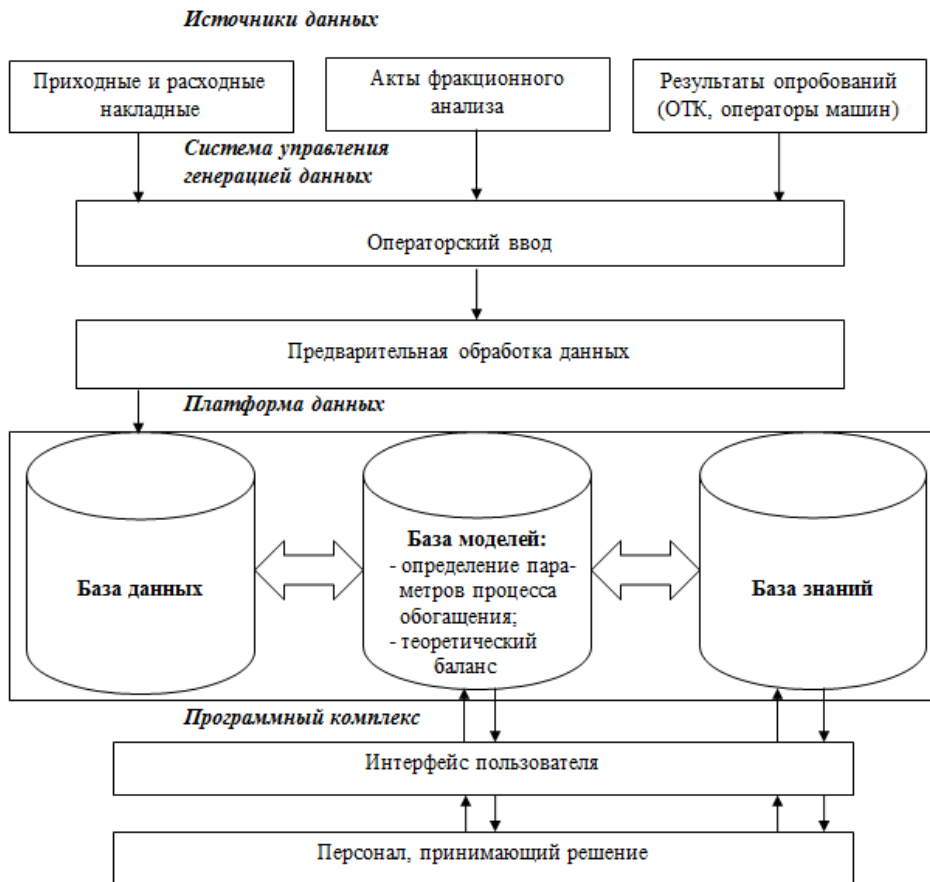 Источники данных
Приходные и расходные
накладные
Акты фракционного
анализа
Результаты опробований
(ОТК, операторы машин)
Система управления
генерацией данных
Операторский ввод
Предварительная обработка данных
Платформа данных
База данных
База моделей:
- определение пара-
метров процесса
обогащения;
- теоретический
баланс
База знаний
Программный комплекс
Интерфейс пользователя
Персонал, принимающий решение